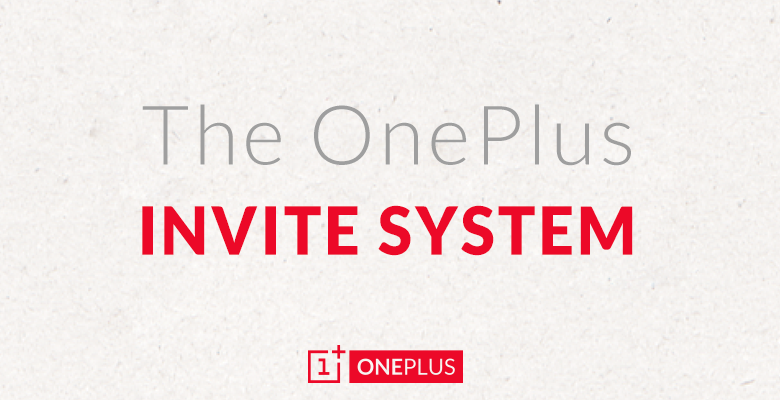 The OnePlus
INVITE SYSTEM
1+ ONEPLUS